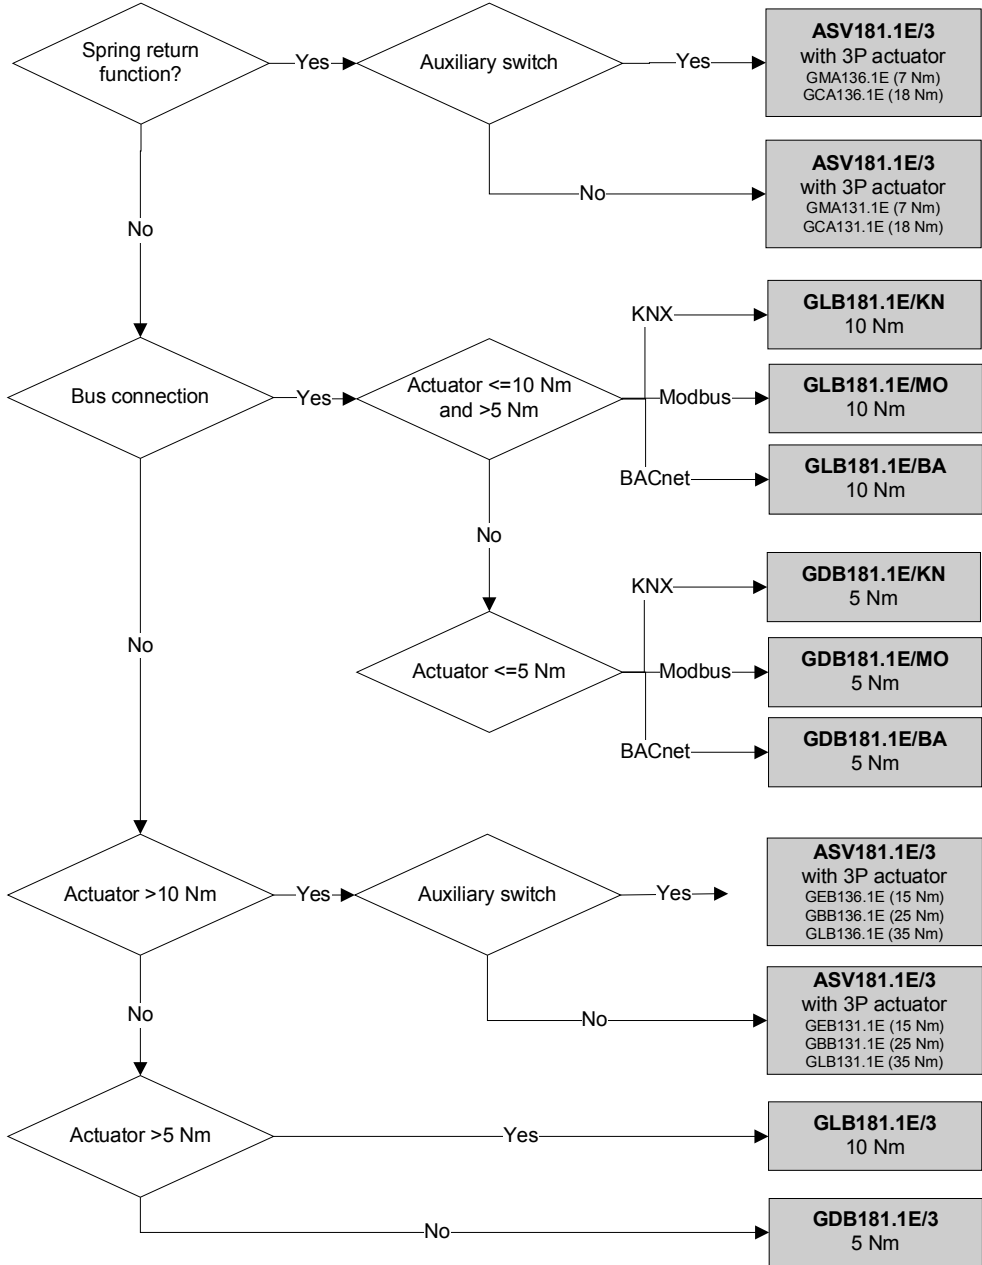 Spring return
function?
Yes
Auxiliary switch
Yes
ASV181.1E/3
with 3P actuator
GMA136.1E (7 Nm)
GCA136.1E (18 Nm)
No
ASV181.1E/3
with 3P actuator
GMA131.1E (7 Nm)
GCA131.1E (18 Nm)
No
Bus connection
Yes
Actuator <=10 Nm
and >5 Nm
KNX
GLB181.1E/KN
10 Nm
Modbus
GLB181.1E/MO
10 Nm
BACnet
GLB181.1E/BA
10 Nm
No
No
Actuator <=5 Nm
KNX
GDB181.1E/KN
5 Nm
Modbus
GDB181.1E/MO
5 Nm
BACnet
GDB181.1E/BA
5 Nm
Actuator >10 Nm
Yes
Auxiliary switch
Yes
ASV181.1E/3
with 3P actuator
GEB136.1E (15 Nm)
GBB136.1E (25 Nm)
GLB136.1E (35 Nm)
No
No
ASV181.1E/3
with 3P actuator
GEB131.1E (15 Nm)
GBB131.1E (25 Nm)
GLB131.1E (35 Nm)
Actuator >5 Nm
Yes
GLB181.1E/3
10 Nm
No
GDB181.1E/3
5 Nm